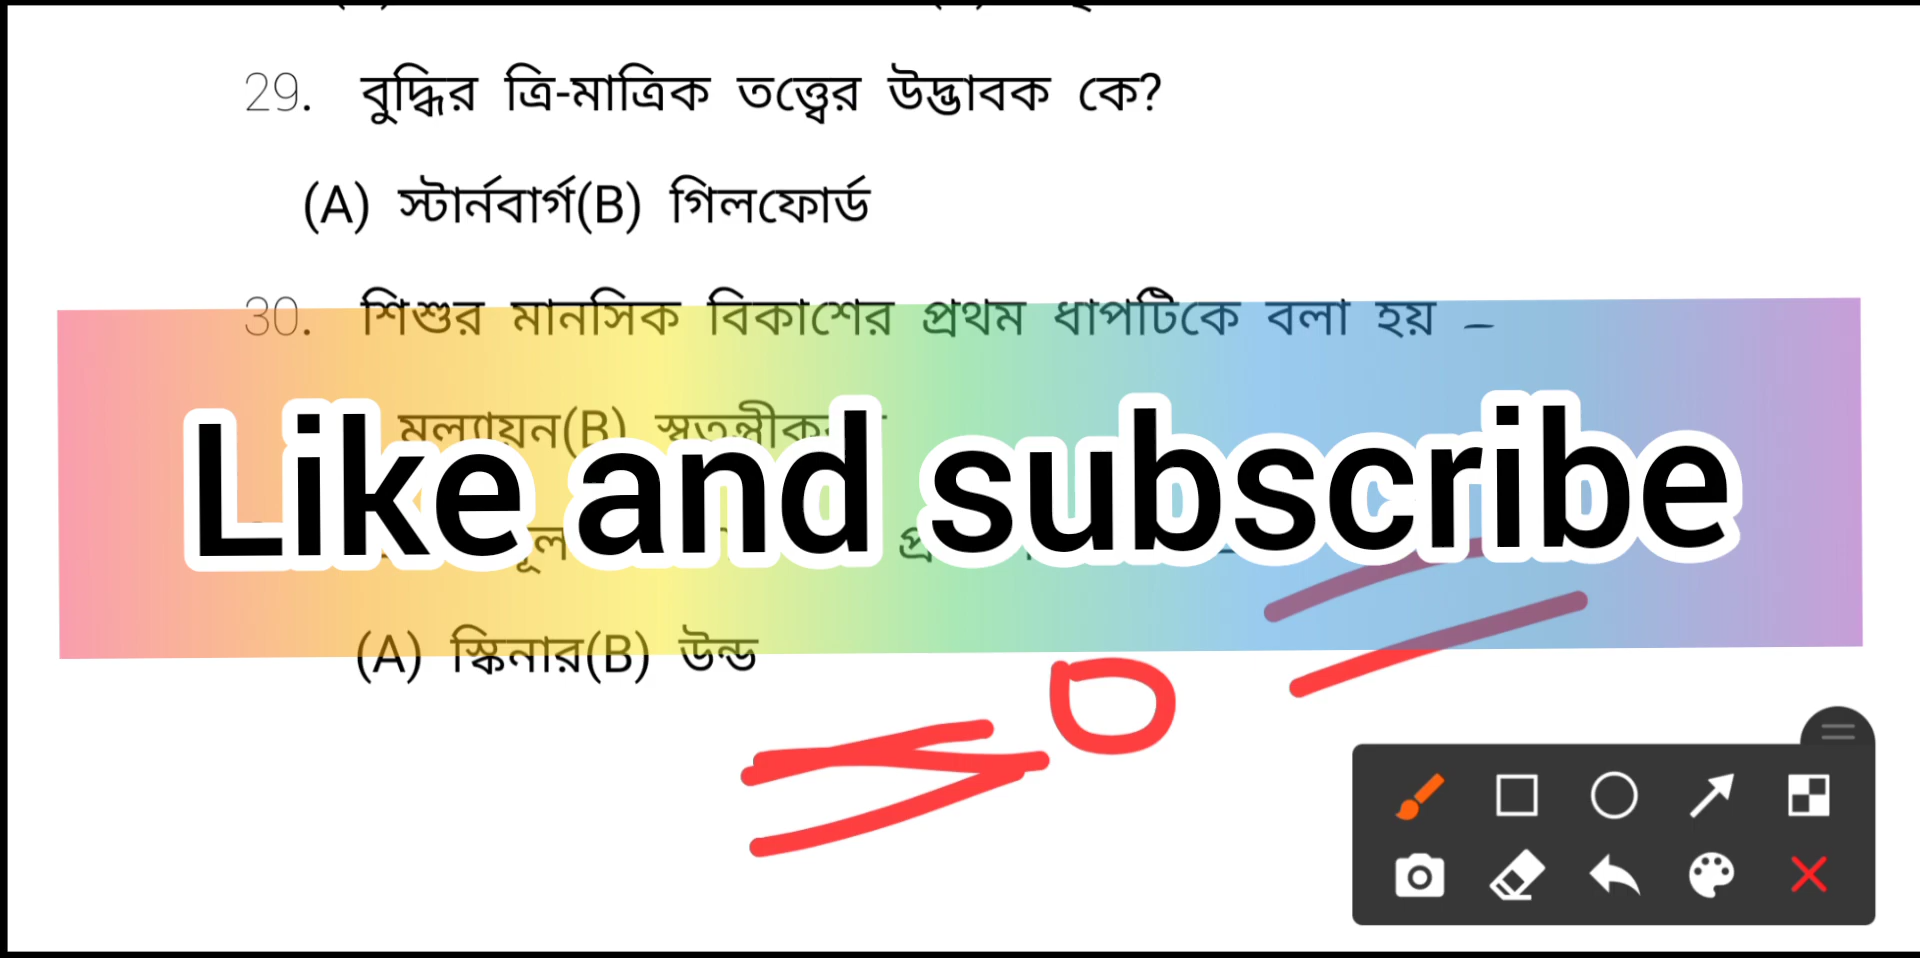 29. বুদ্ধির ত্রি-মাত্রিক তত্ত্বের উদ্ভাবক কে?
(A) স্টার্নবার্গ(B) গিলফোর্ড
30. শিশুর মানসিক বিকাশের প্রথম ধাপটিকে বলা হয় –
মূল্যায়ন(B)
Like and subscribe
(A) স্কিনার(B) উন্ড